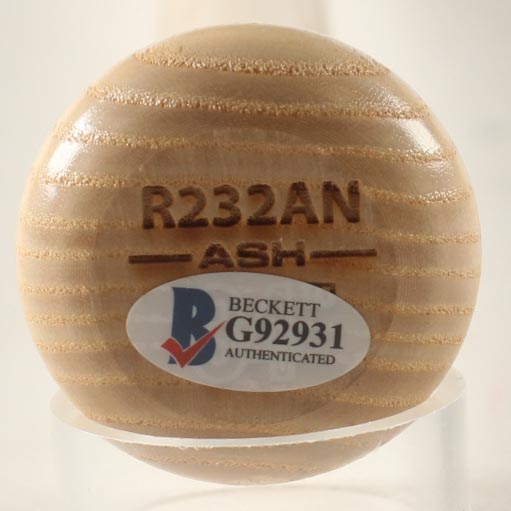 R232AN
ASH
BECKETT
G92931
AUTHENTICATED